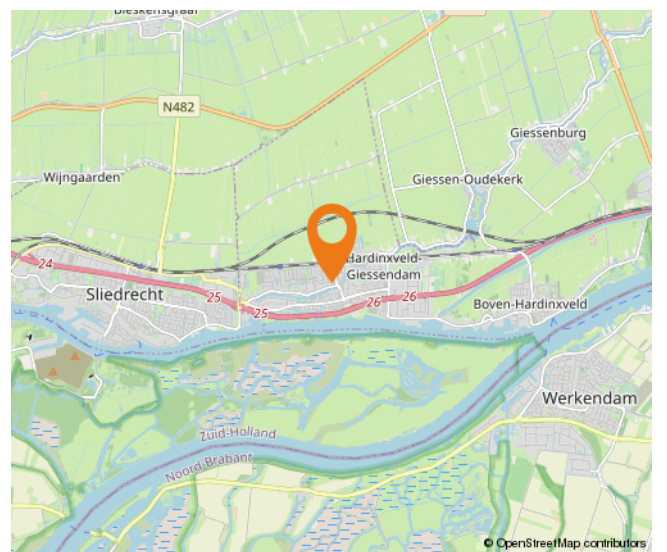 Bleskensgraaf
N482
Giessenburg
Wijngaarden
Giessen-Oudekerk
Hardinxveld-
Giessendam
24
Sliedrecht
25
25
26
26
Boven-Hardinxveld
Werkendam
Zuid-Holland
Noord-Brabant
© OpenStreetMap contributors